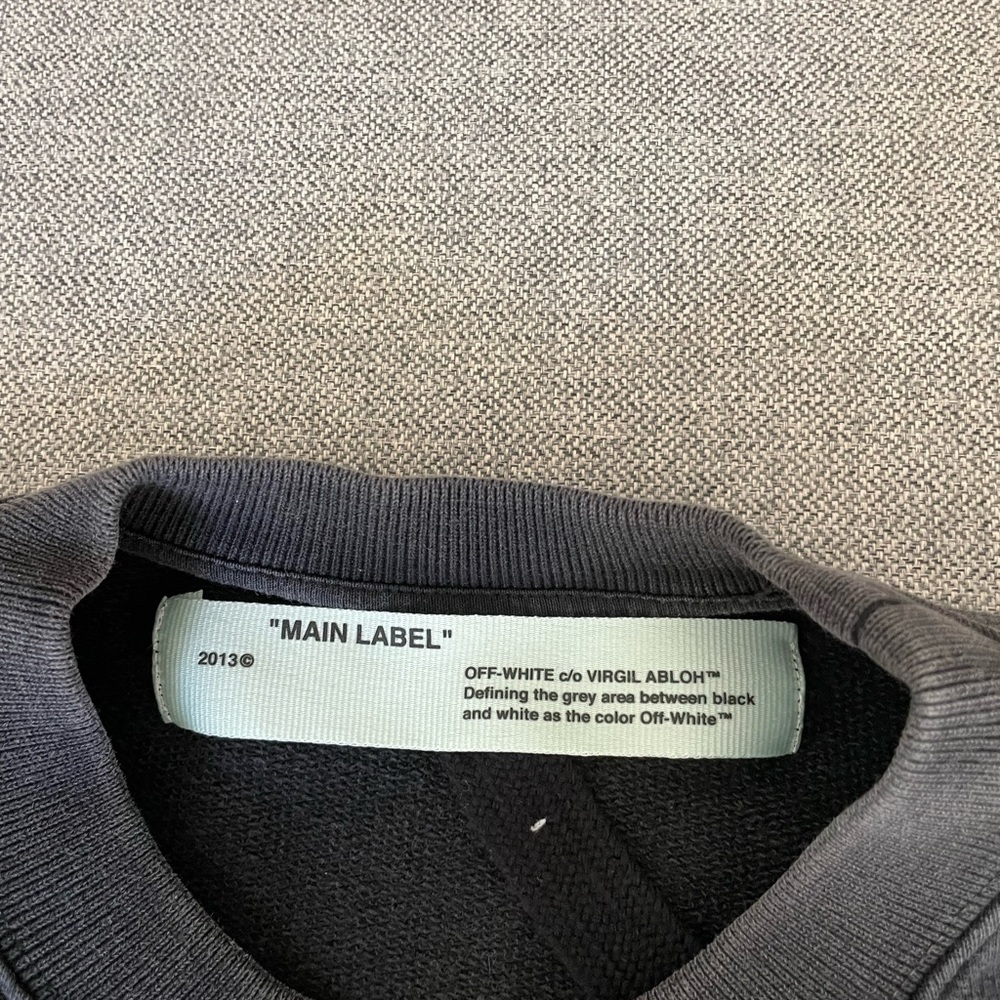 "MAIN LABEL"
2013©
OFF-WHITE c/o VIRGIL ABLOH™
Defining the grey area between black
and white as the color Off-White™